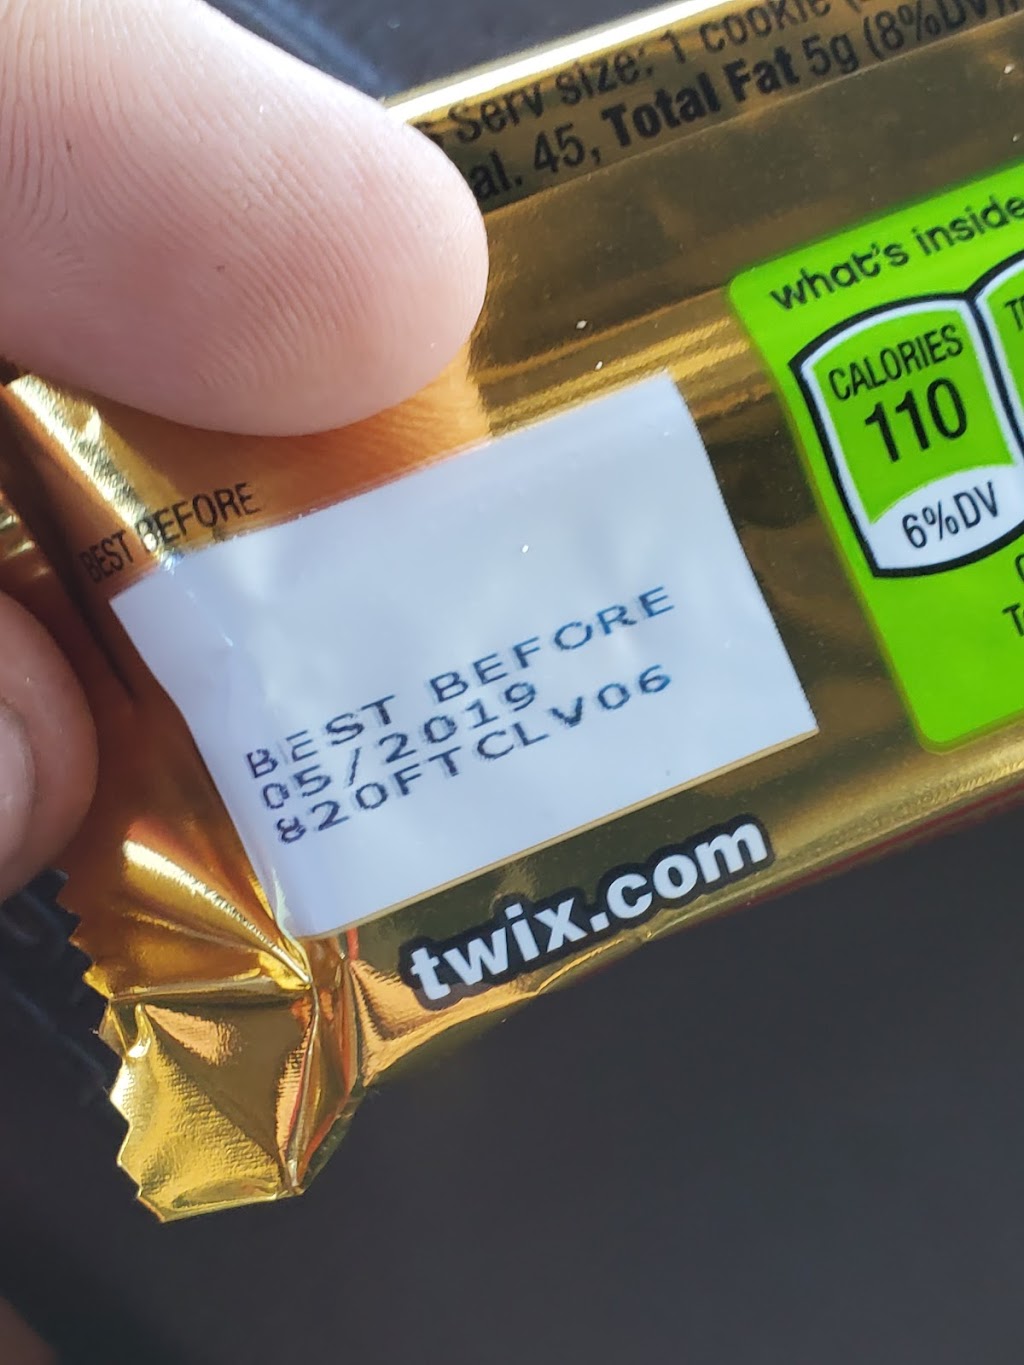 Serv size: 1 cookie
al. 45, Total Fat 5g (8%DV),
what's inside
CALORIES
110
6%DV
BEST BEFORE
BEST BEFORE
05/2019
820FTCLV06
twix.com